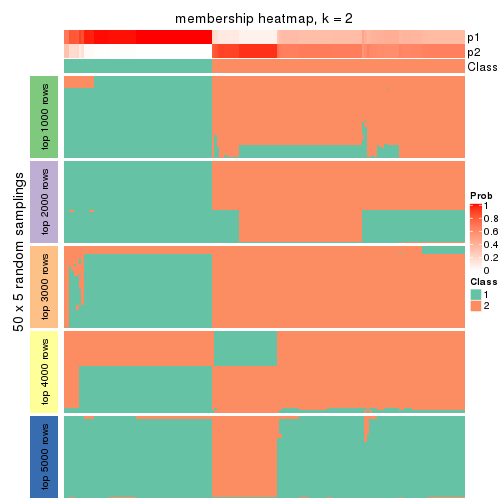 membership heatmap, k = 2
p1
p2
Class
50 x 5 random samplings
top 1000 rows
top 2000 rows
top 3000 rows
top 4000 rows
top 5000 rows
Prob
1
0.8
0.6
0.4
0.2
0
Class
1
2